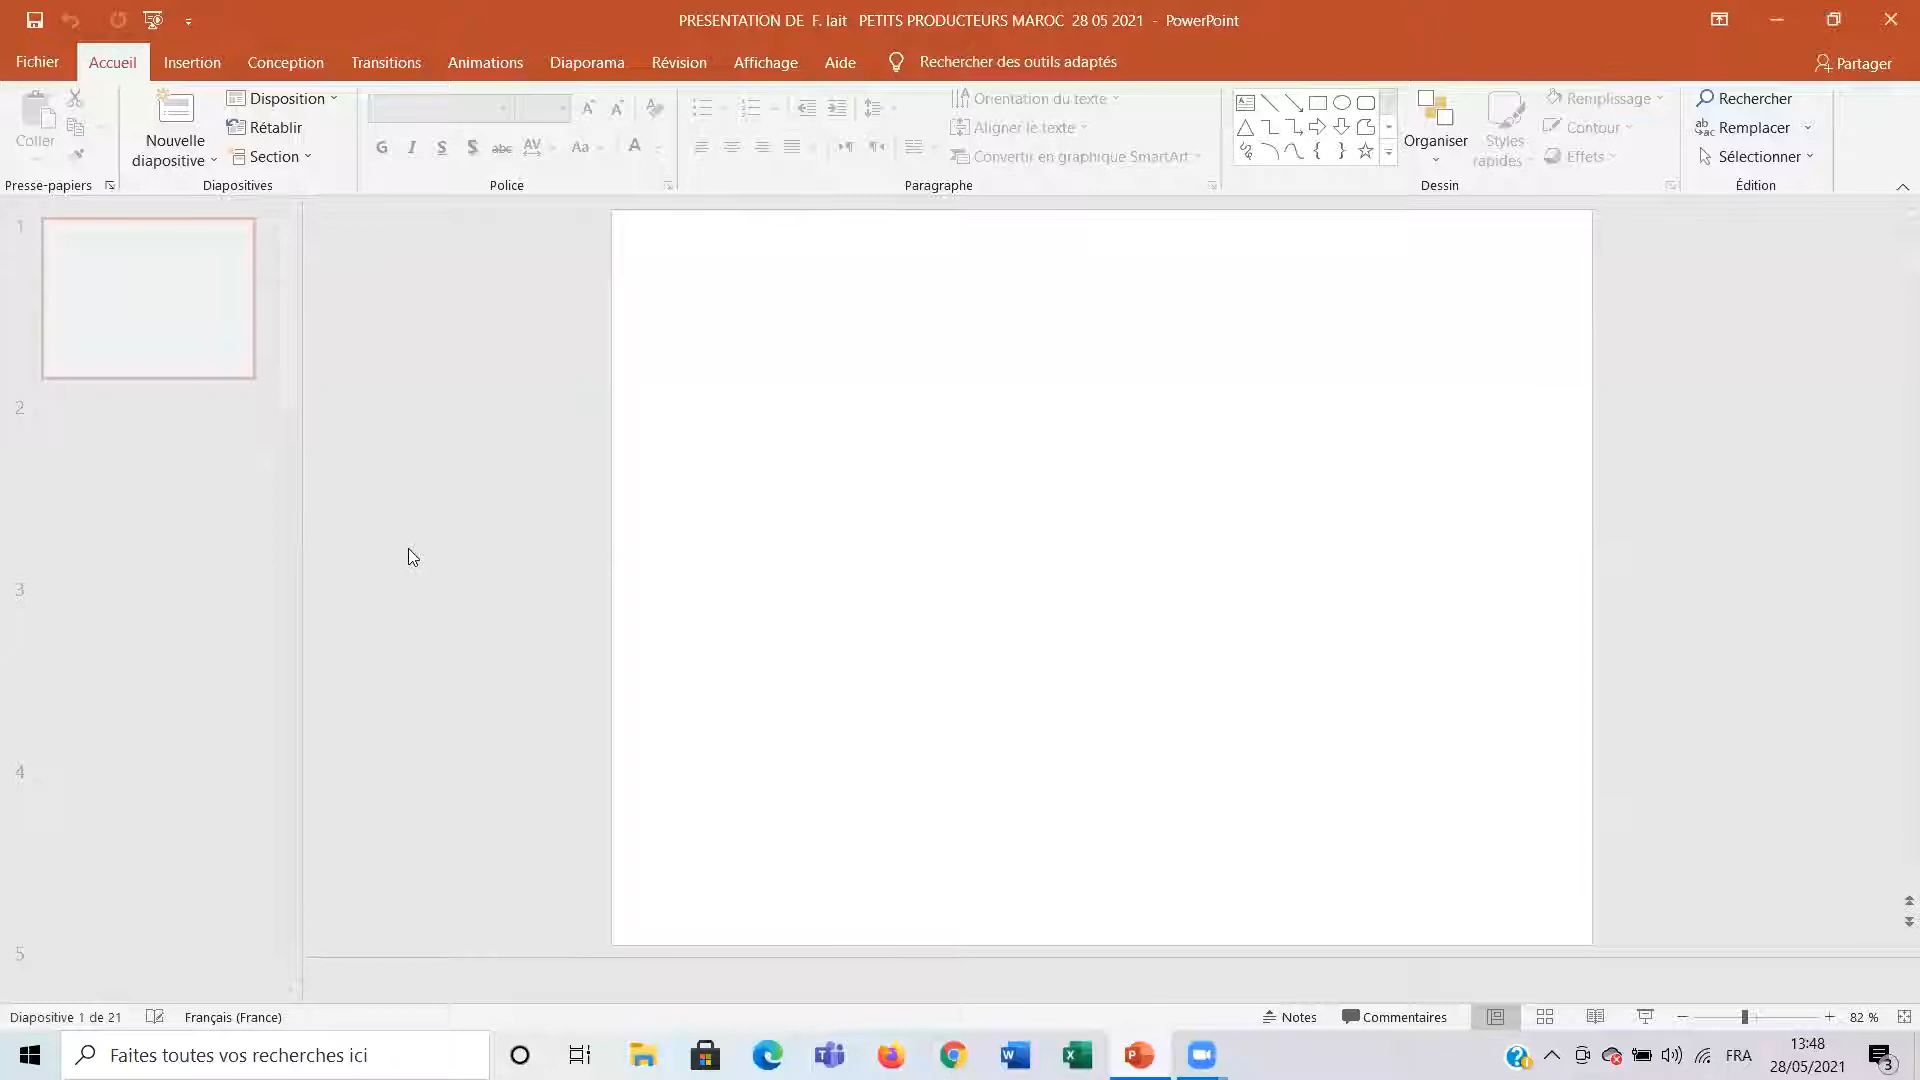 PRESENTATION DE F. lait PETITS PRODUCTEURS MAROC 28 05 2021 - PowerPoint
Fichier Accueil Insertion Conception Transitions Animations Diaporama Révision Affichage Aide Rechercher des outils adaptés Partager
Coller
Presse-papiers
Nouvelle diapositive
Disposition
Rétablir
Section
Diapositives
G I S S abc AV Aa A
Police
Orientation du texte
Aligner le texte
Convertir en graphique SmartArt
Paragraphe
Organiser
Styles rapides
Remplissage
Contour
Effets
Dessin
Rechercher
Remplacer
Sélectionner
Édition
1
2
3
4
5
Diapositive 1 de 21 Français (France) Notes Commentaires 82 %
Faites toutes vos recherches ici
FRA
13:48
28/05/2021
3